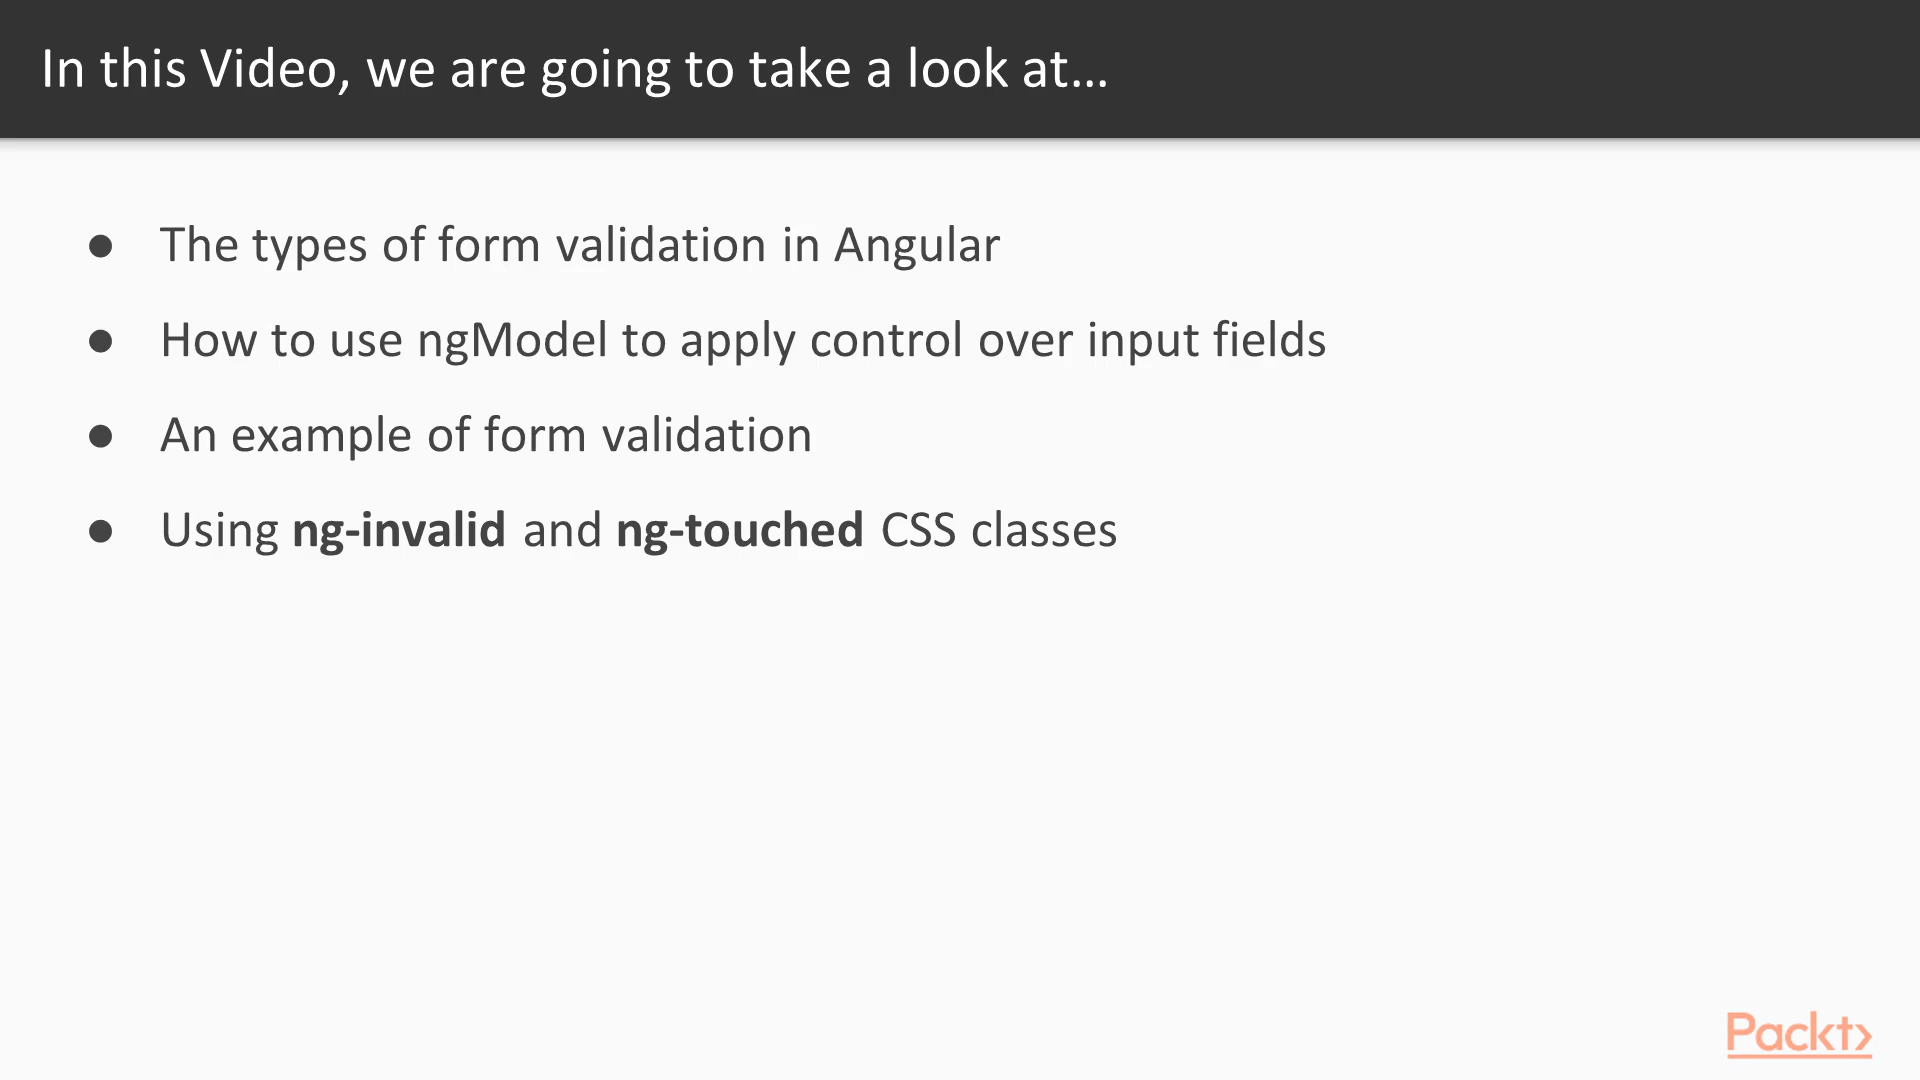 In this Video, we are going to take a look at...
● The types of form validation in Angular
● How to use ngModel to apply control over input fields
● An example of form validation
● Using ng-invalid and ng-touched CSS classes
Packt>